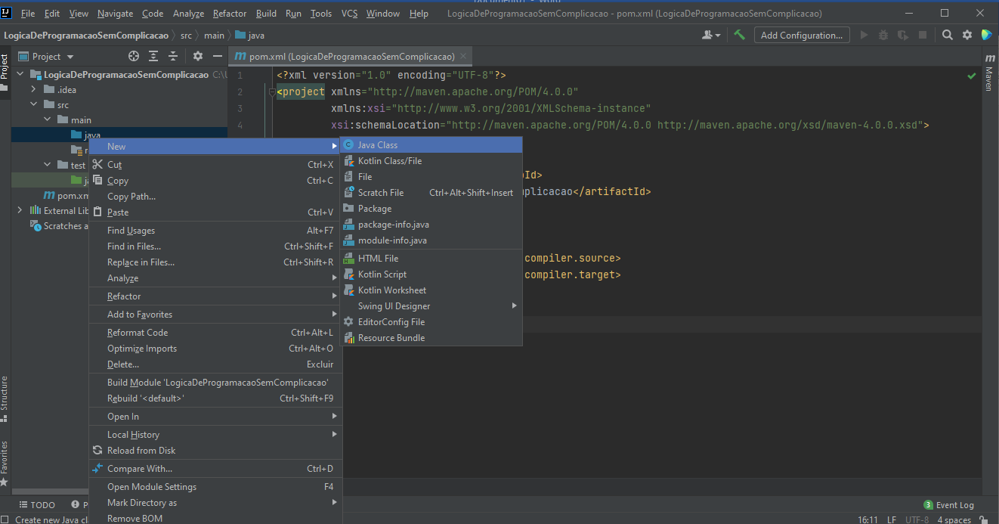 Documento1 - Word
File Edit View Navigate Code Analyze Refactor Build Run Tools VCS Window Help LogicaDeProgramacaoSemComplicacao - pom.xml (LogicaDeProgramacaoSemComplicacao)
LogicaDeProgramacaoSemComplicacao src main java Add Configuration...
Project
Project
pom.xml (LogicaDeProgramacaoSemComplicacao)
LogicaDeProgramacaoSemComplicacao C:\
.idea
src
main
java
test
pom.xm
External Lib
Scratches a
1 <?xml version="1.0" encoding="UTF-8"?>
2 <project xmlns="http://maven.apache.org/POM/4.0.0"
3 xmlns:xsi="http://www.w3.org/2001/XMLSchema-instance"
4 xsi:schemaLocation="http://maven.apache.org/POM/4.0.0 http://maven.apache.org/xsd/maven-4.0.0.xsd">
Id>
plicacao</artifactId>
compiler.source>
compiler.target>
New
Cut Ctrl+X
Copy Ctrl+C
Copy Path...
Paste Ctrl+V
Find Usages Alt+F7
Find in Files... Ctrl+Shift+F
Replace in Files... Ctrl+Shift+R
Analyze
Refactor
Add to Favorites
Reformat Code Ctrl+Alt+L
Optimize Imports Ctrl+Alt+O
Delete... Excluir
Build Module 'LogicaDeProgramacaoSemComplicacao'
Rebuild '<default>' Ctrl+Shift+F9
Open In
Local History
Reload from Disk
Compare With... Ctrl+D
Open Module Settings F4
Mark Directory as
Remove BOM
Java Class
Kotlin Class/File
File
Scratch File Ctrl+Alt+Shift+Insert
Package
package-info.java
module-info.java
HTML File
Kotlin Script
Kotlin Worksheet
Swing UI Designer
EditorConfig File
Resource Bundle
Maven
Structure
Favorites
TODO P
3 Event Log
Create new Java cl
16:11 LF UTF-8 4 spaces